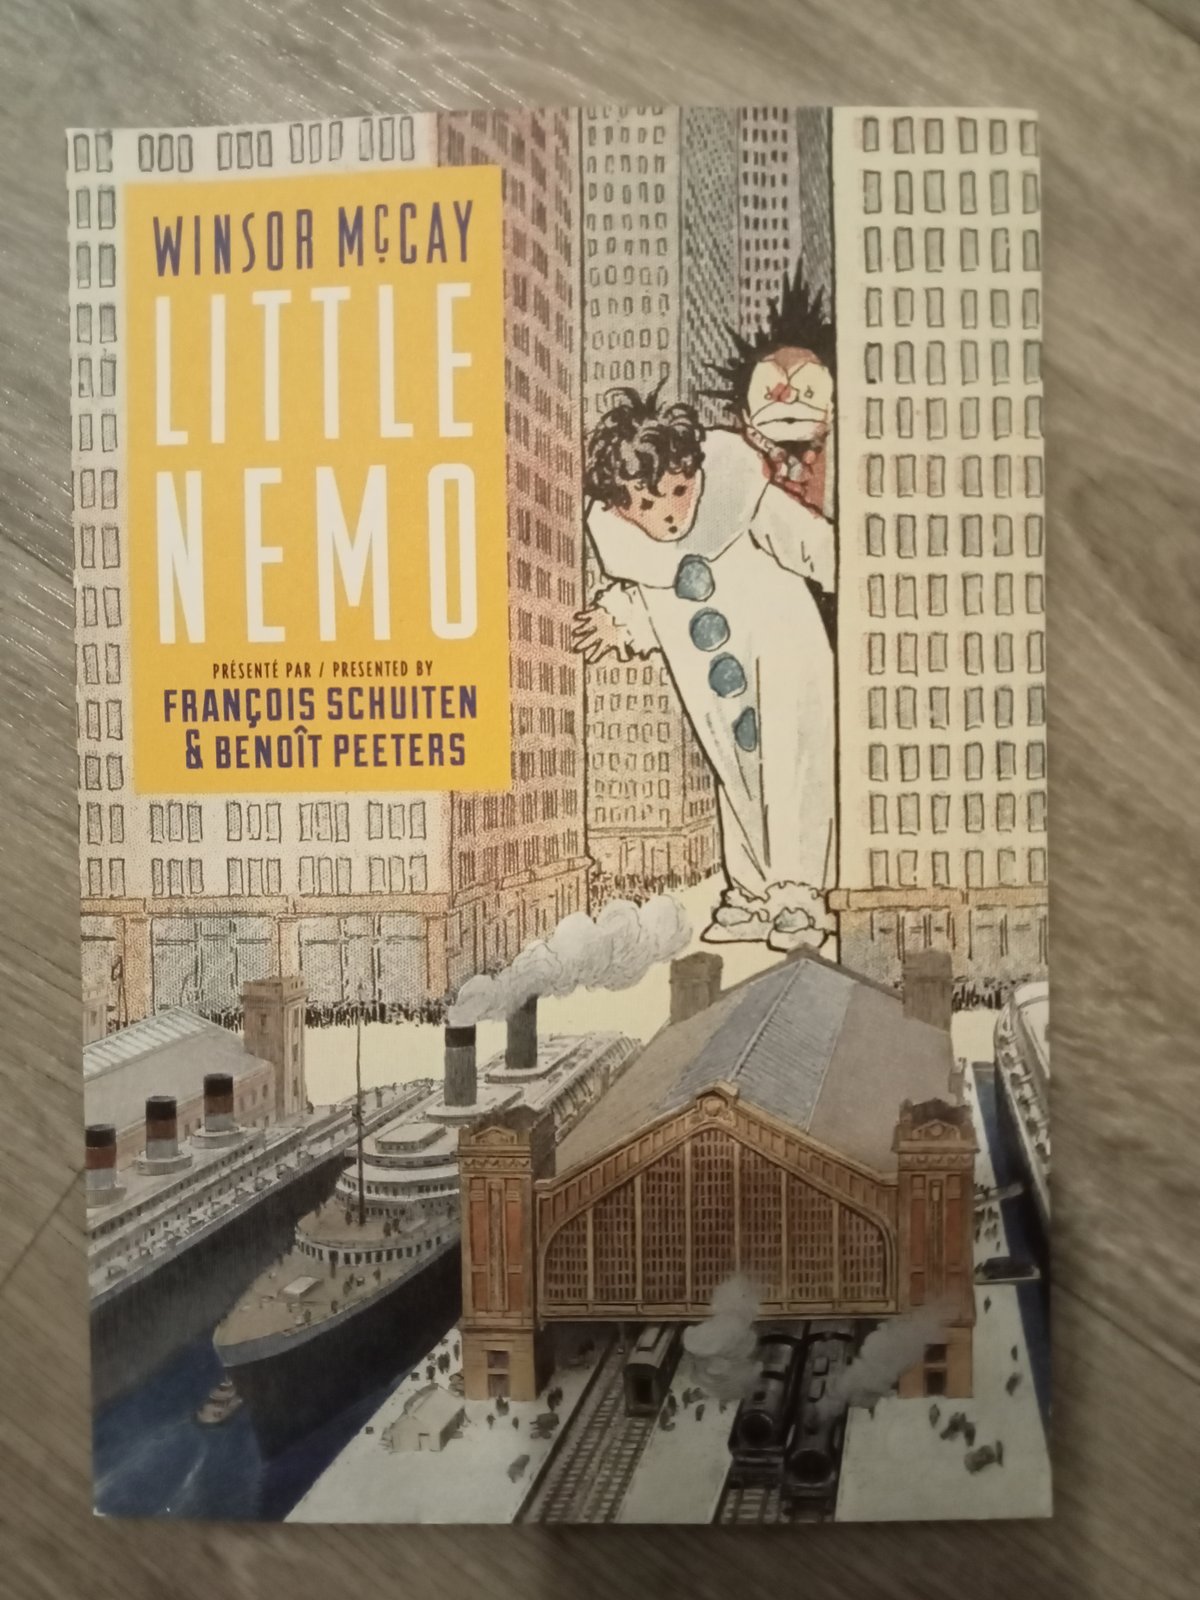 WINSOR McCAY
LITTLE
NEMO
PRÉSENTÉ PAR / PRESENTED BY
FRANÇOIS SCHUITEN
& BENOÎT PEETERS